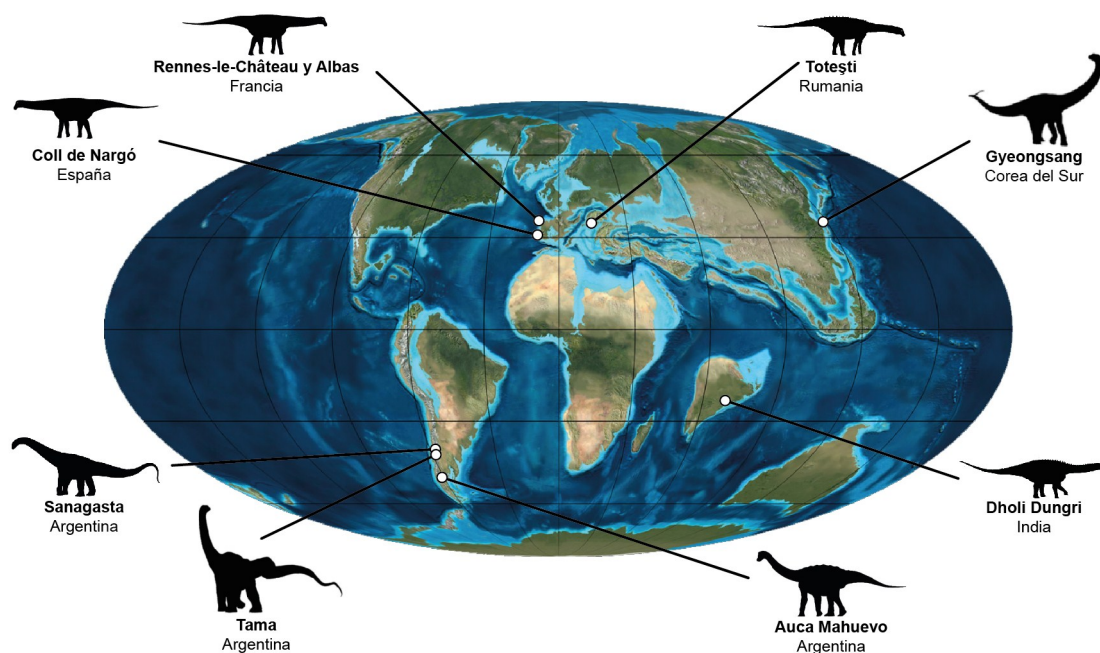 Rennes-le-Château y Albas
Francia
Toteşti
Rumania
Coll de Nargó
España
Gyeongsang
Corea del Sur
Sanagasta
Argentina
Dholi Dungri
India
Tama
Argentina
Auca Mahuevo
Argentina